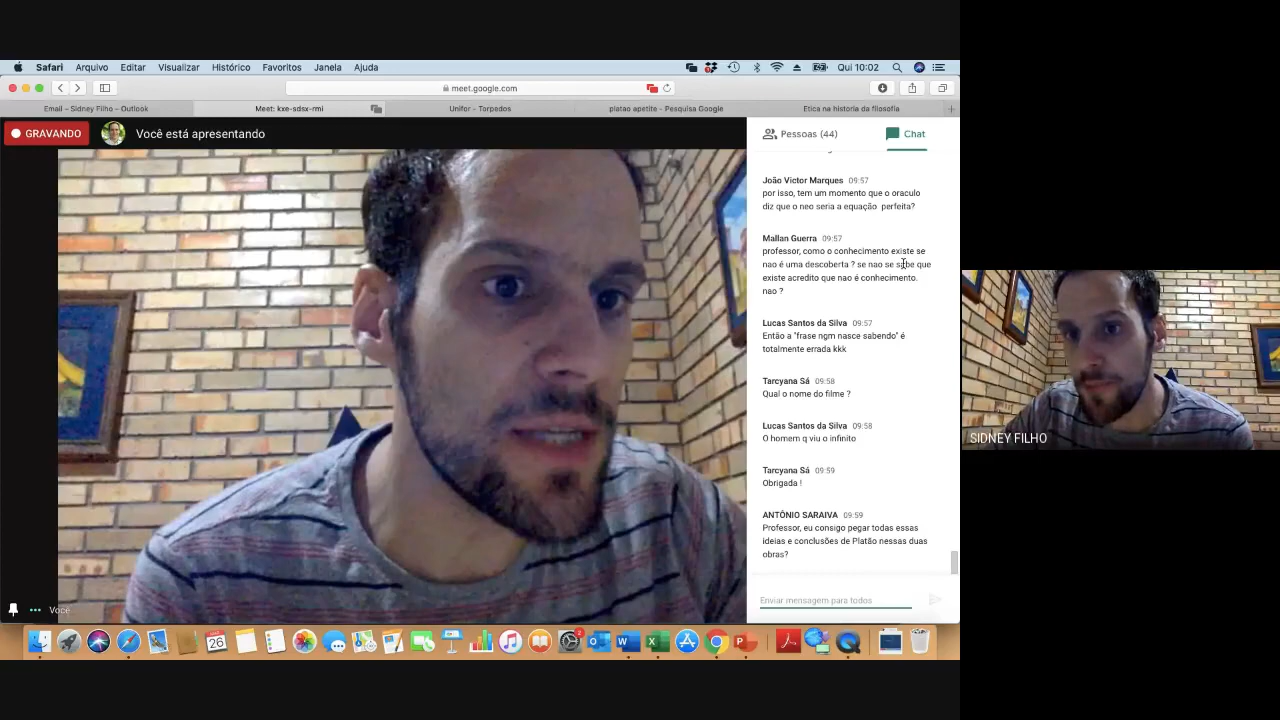 Safari Arquivo Editar Visualizar Histórico Favoritos Janela Ajuda Qui 10:02
meet.google.com
Email – Sidney Filho – Outlook Meet: kxe-sdsx-rmi Unifor - Torpedos platao apetite - Pesquisa Google Etica na historia da filosofia
GRAVANDO Você está apresentando
Pessoas (44) Chat
João Victor Marques 09:57
por isso, tem um momento que o oraculo
diz que o neo seria a equação perfeita?
Mallan Guerra 09:57
professor, como o conhecimento existe se
nao é uma descoberta ? se nao se sabe que
existe acredito que nao é conhecimento.
nao ?
Lucas Santos da Silva 09:57
Então a "frase ngm nasce sabendo" é
totalmente errada kkk
Tarcyana Sá 09:58
Qual o nome do filme ?
Lucas Santos da Silva 09:58
O homem q viu o infinito
Tarcyana Sá 09:59
Obrigada !
ANTÔNIO SARAIVA 09:59
Professor, eu consigo pegar todas essas
ideias e conclusões de Platão nessas duas
obras?
Enviar mensagem para todos
Você
26
2
SIDNEY FILHO